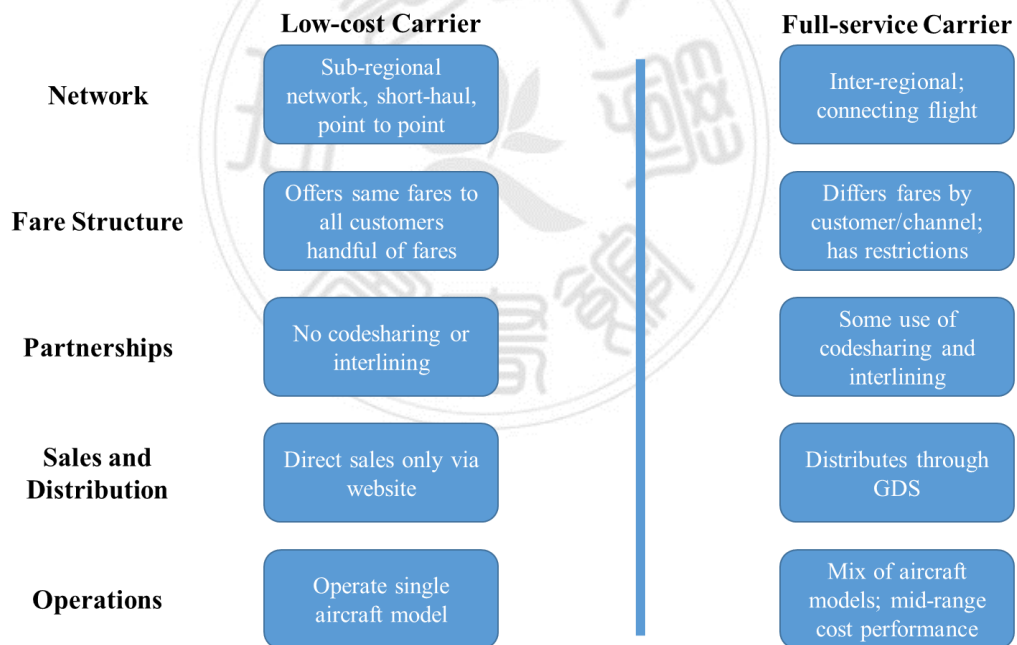 Low-cost Carrier
Full-service Carrier
Network
Sub-regional
network, short-haul,
point to point
Inter-regional;
connecting flight
Fare Structure
Offers same fares to
all customers
handful of fares
Differs fares by
customer/channel;
has restrictions
Partnerships
No codesharing or
interlining
Some use of
codesharing and
interlining
Sales and
Distribution
Direct sales only via
website
Distributes through
GDS
Operations
Operate single
aircraft model
Mix of aircraft
models; mid-range
cost performance